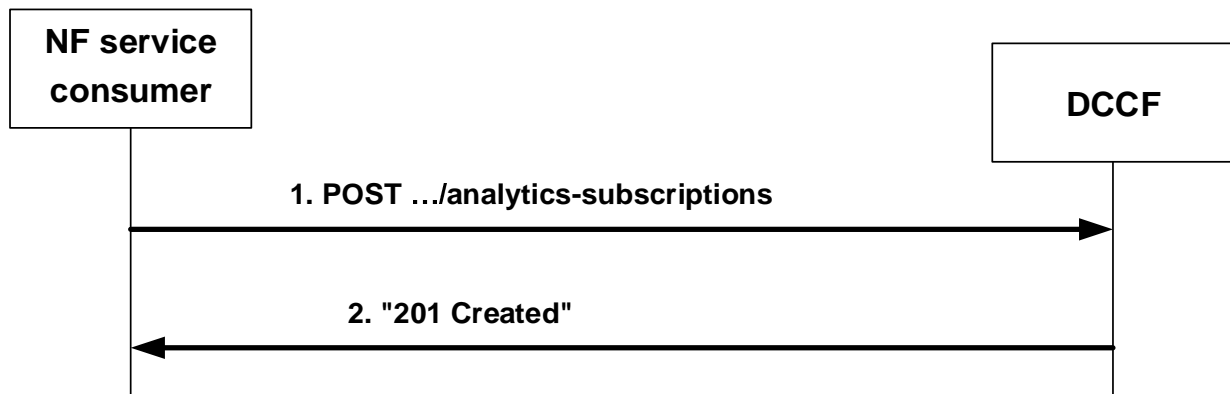 NF service
consumer
DCCF
1. POST …/analytics-subscriptions
2. "201 Created"